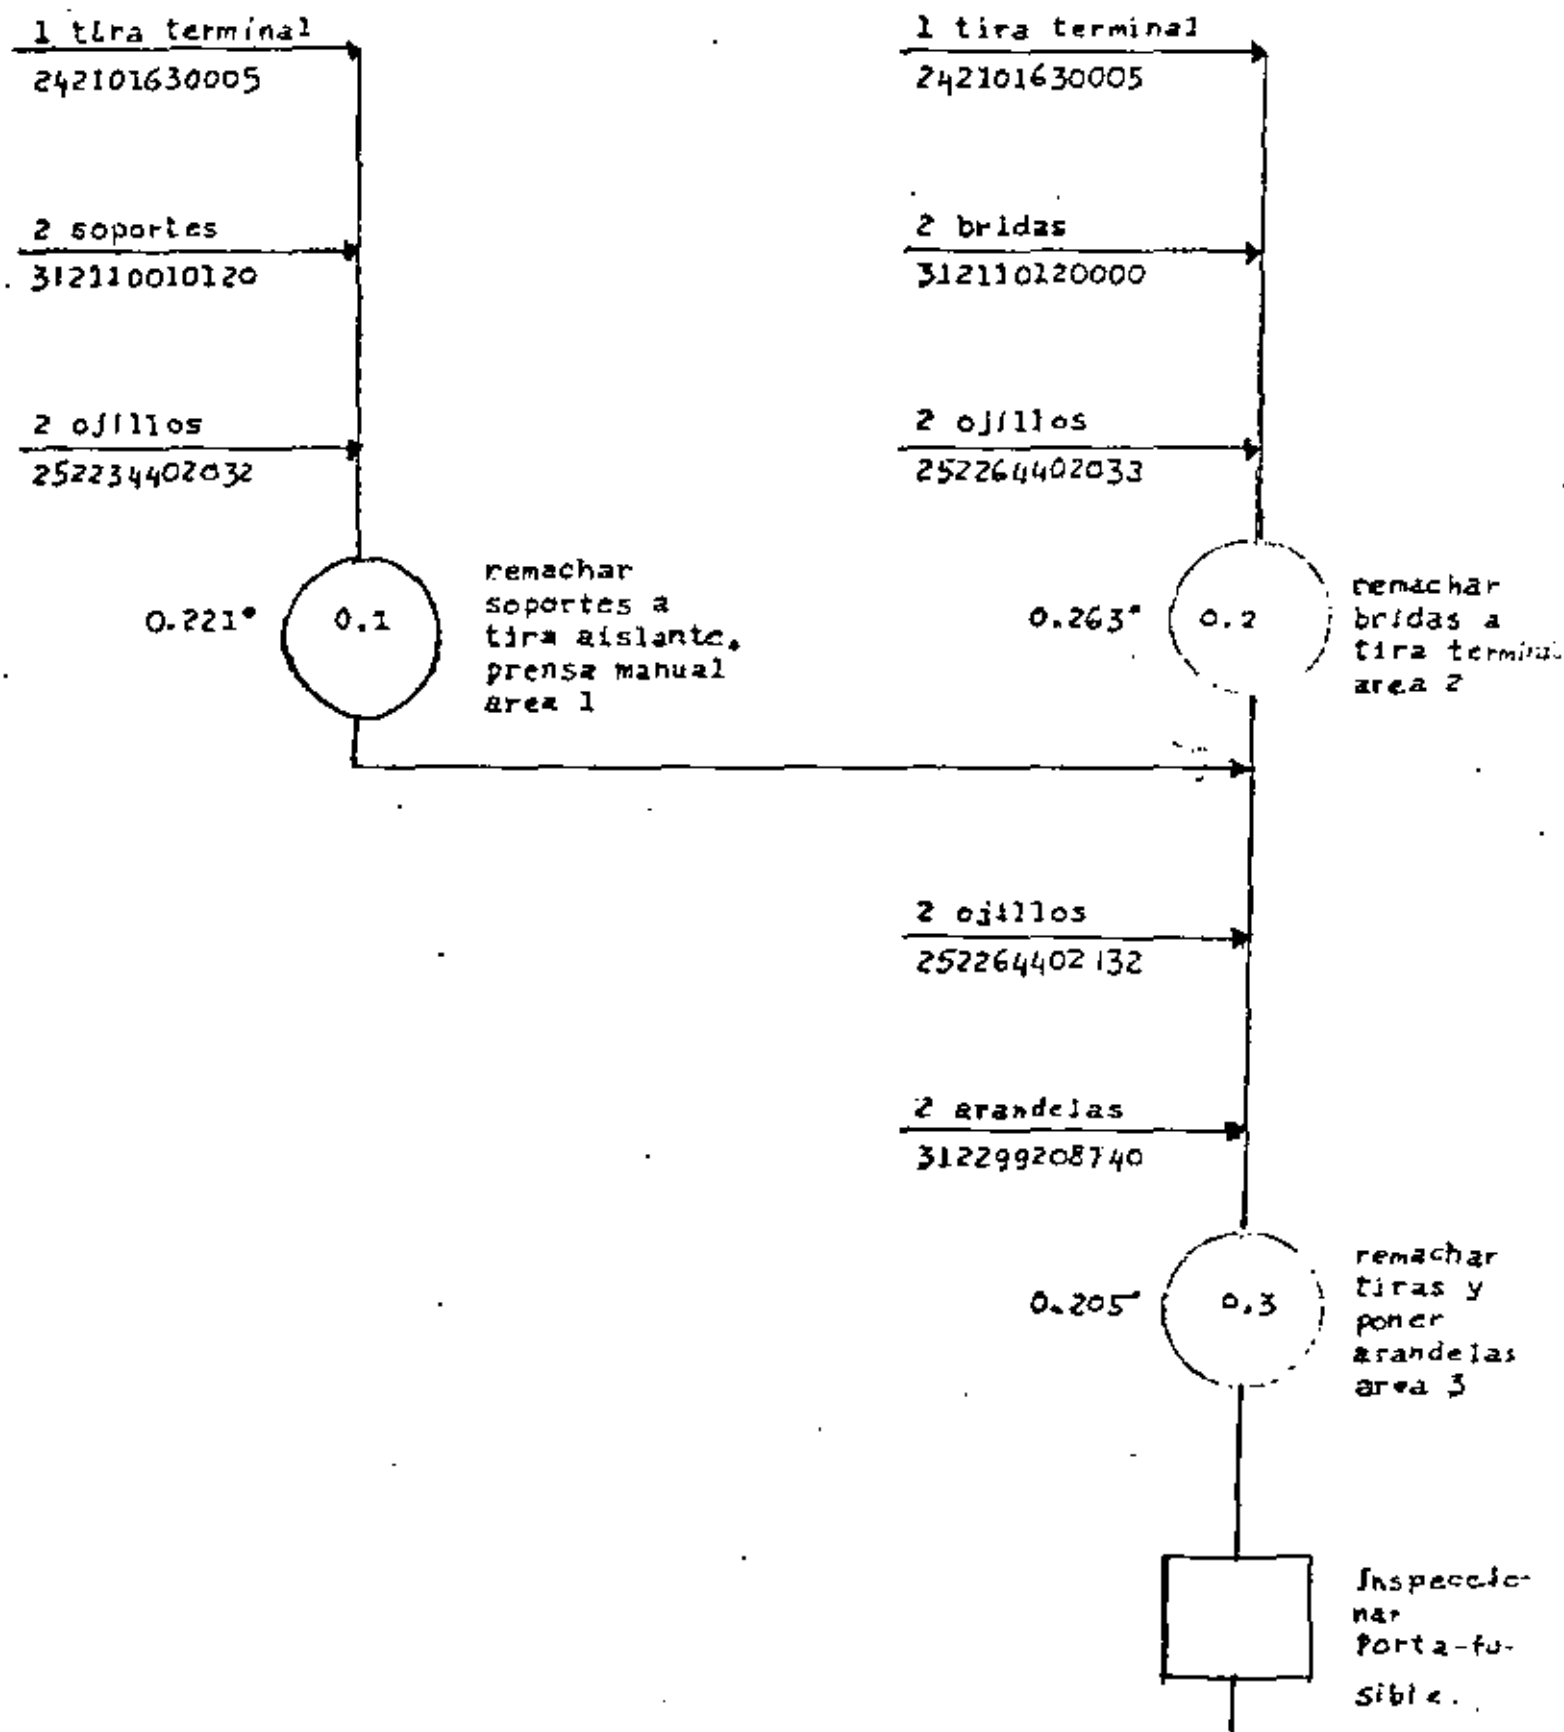 1 tira terminal
242101630005
2 soportes
312110010120
2 ojillos
252234402032
0.221°
0.1
remachar
soportes a
tira aislante.
prensa manual
area 1
1 tira terminal
242101630005
2 bridas
312110120000
2 ojillos
252264402033
0.263°
0.2
remachar
bridas a
tira terminal
area 2
2 ojillos
252264402132
2 arandelas
312299208740
0.205°
0.3
remachar
tiras y
poner
arandelas
area 3
Inspeccio-
nar
Porta-fu-
sible.